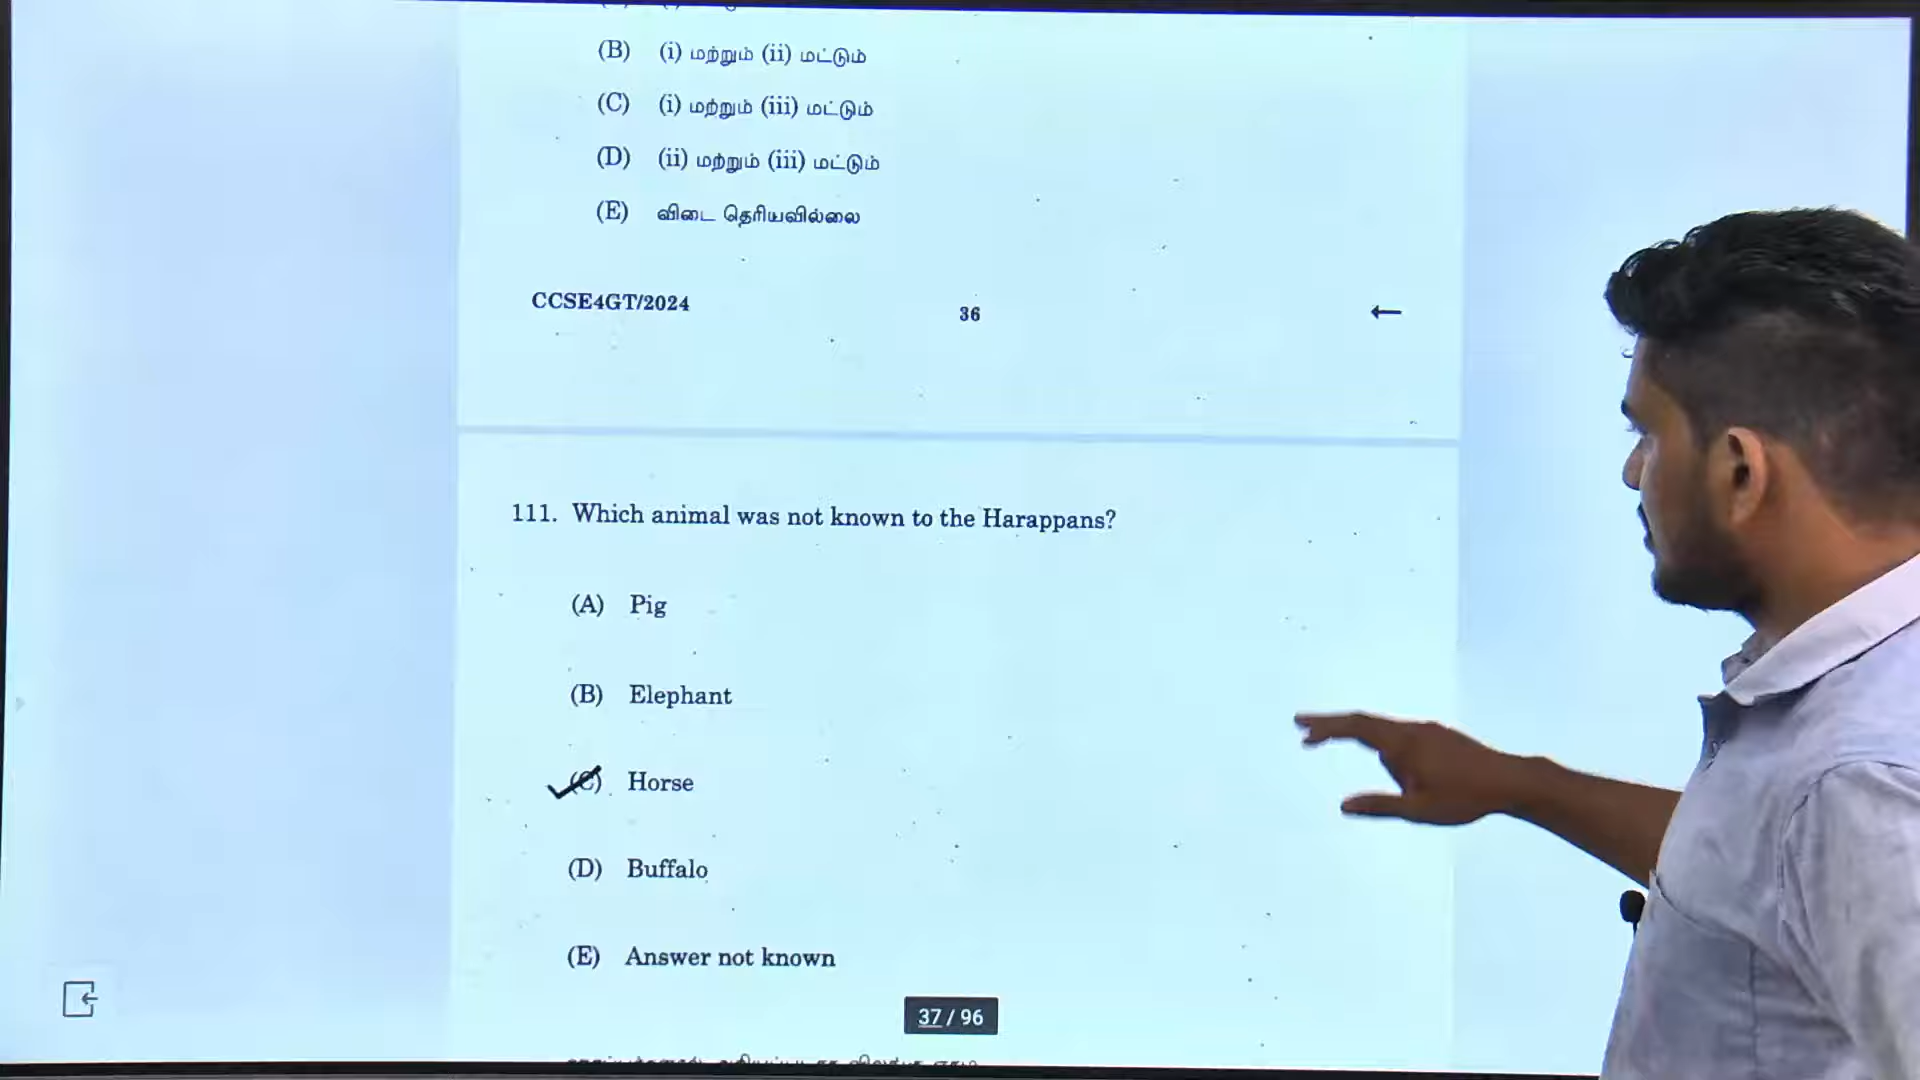 (B) (i) மற்றும் (ii) மட்டும்
(C) (i) மற்றும் (iii) மட்டும்
(D) (ii) மற்றும் (iii) மட்டும்
(E) விடை தெரியவில்லை
CCSE4GT/2024 36 ←
111. Which animal was not known to the Harappans?
(A) Pig
(B) Elephant
(C) Horse
(D) Buffalo
(E) Answer not known
37 / 96